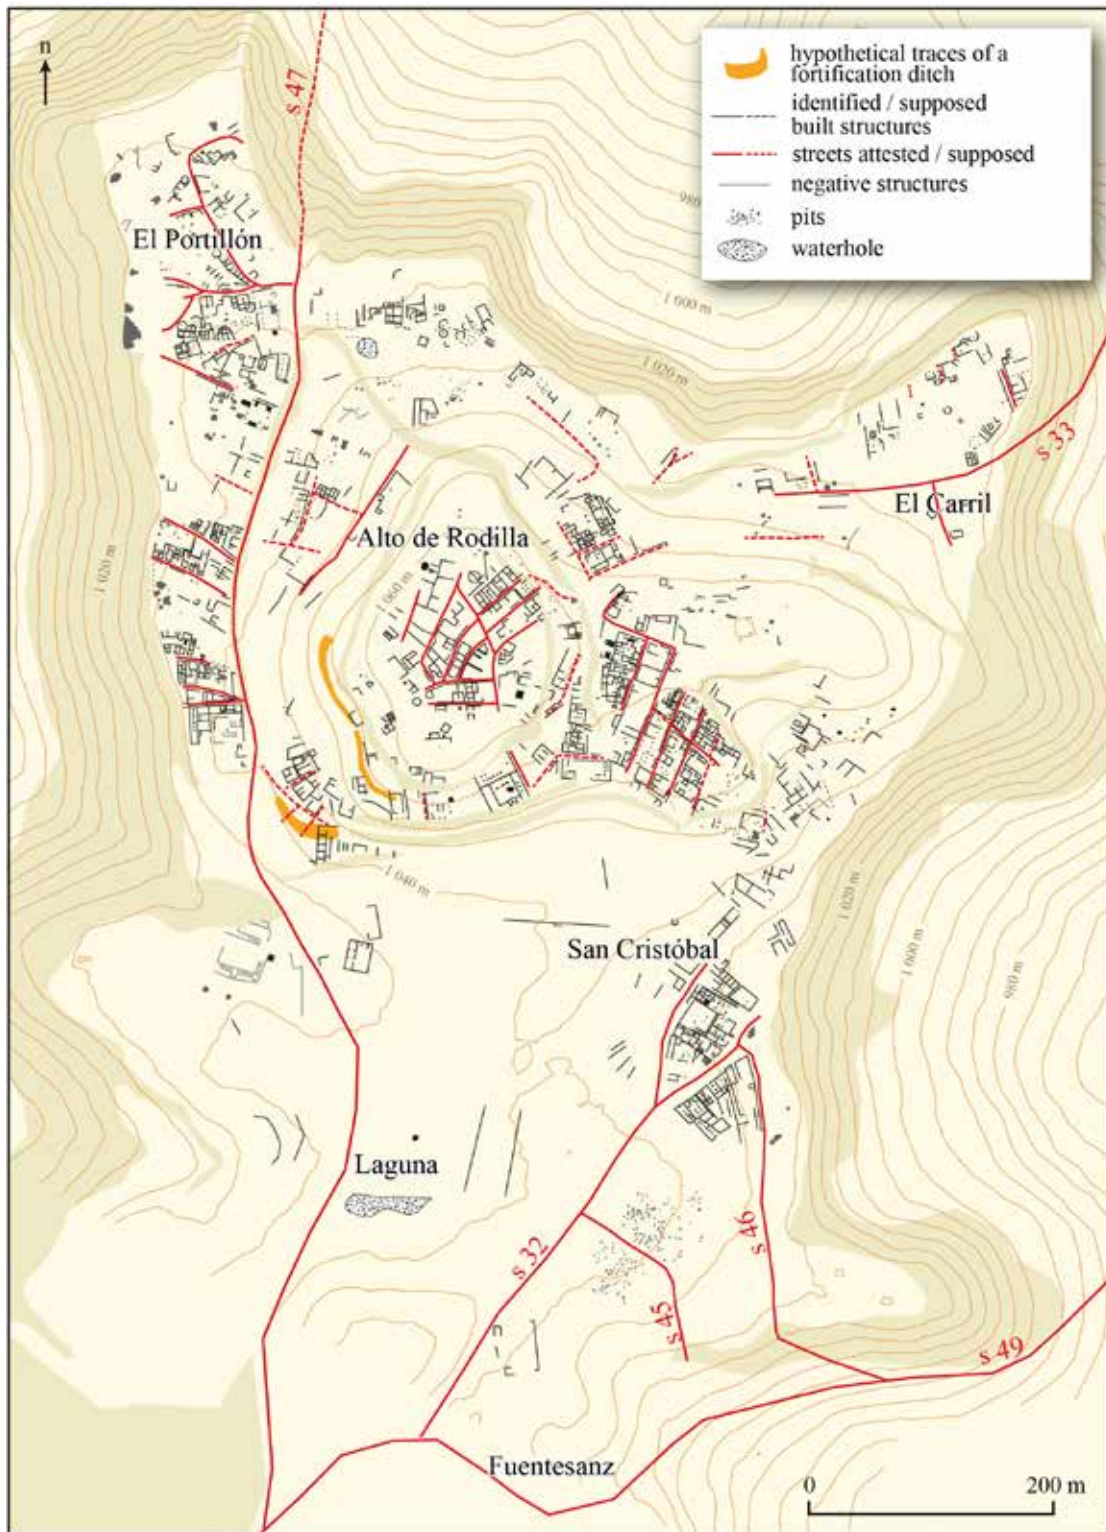 n
s 47
hypothetical traces of a
fortification ditch
identified / supposed
built structures
streets attested / supposed
negative structures
pits
waterhole
980
El Portillón
1 000 m
1 020 m
s 33
El Carril
Alto de Rodilla
1 020 m
1 060 m
1 040 m
1 020 m
San Cristóbal
1 000 m
980 m
Laguna
s 32
s 46
s 45
s 49
Fuentesanz
0 200 m